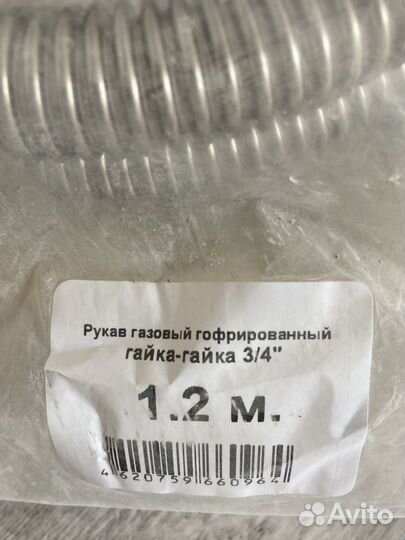 Рукав газовый гофрированный
гайка-гайка 3/4"
1.2 м.
4620759660964
Avito